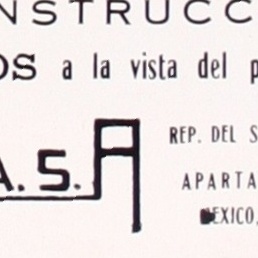 NSTRUCC
OS a la vista del p
A. S. A
REP. DEL S
APARTA
MEXICO,